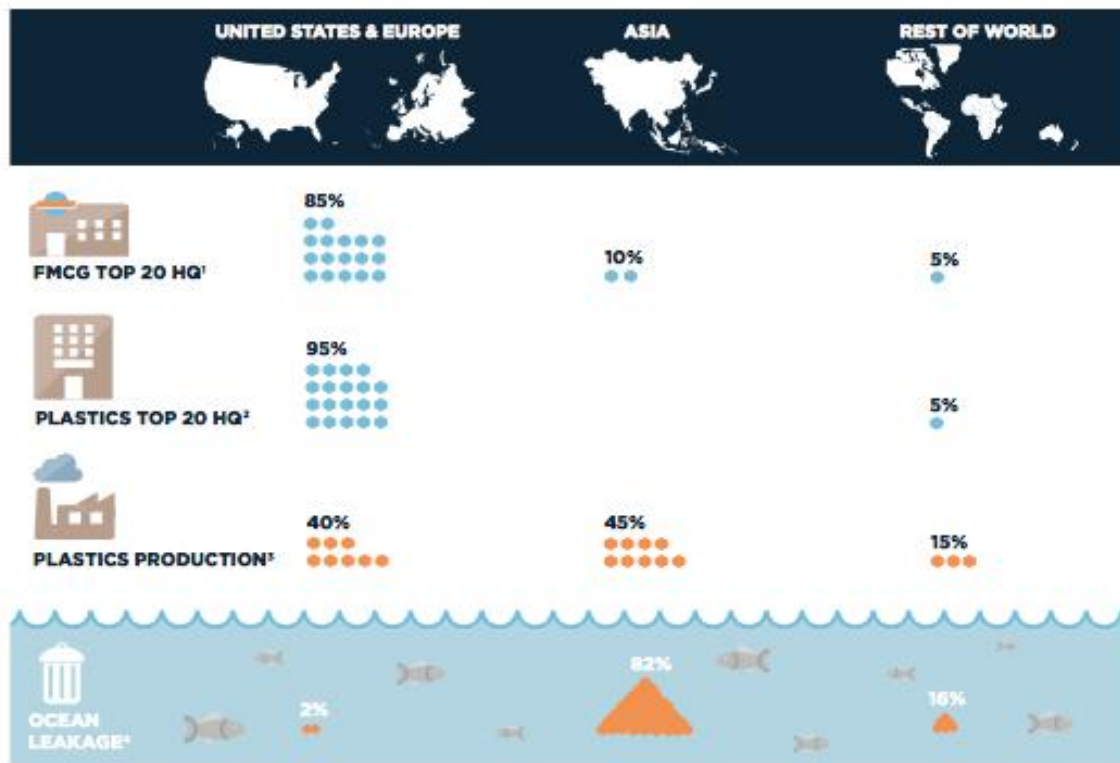 UNITED STATES & EUROPE
ASIA
REST OF WORLD
85%
10%
5%
FMCG TOP 20 HQ¹
95%
5%
PLASTICS TOP 20 HQ²
40%
45%
15%
PLASTICS PRODUCTION³
82%
2%
16%
OCEAN
LEAKAGE⁴